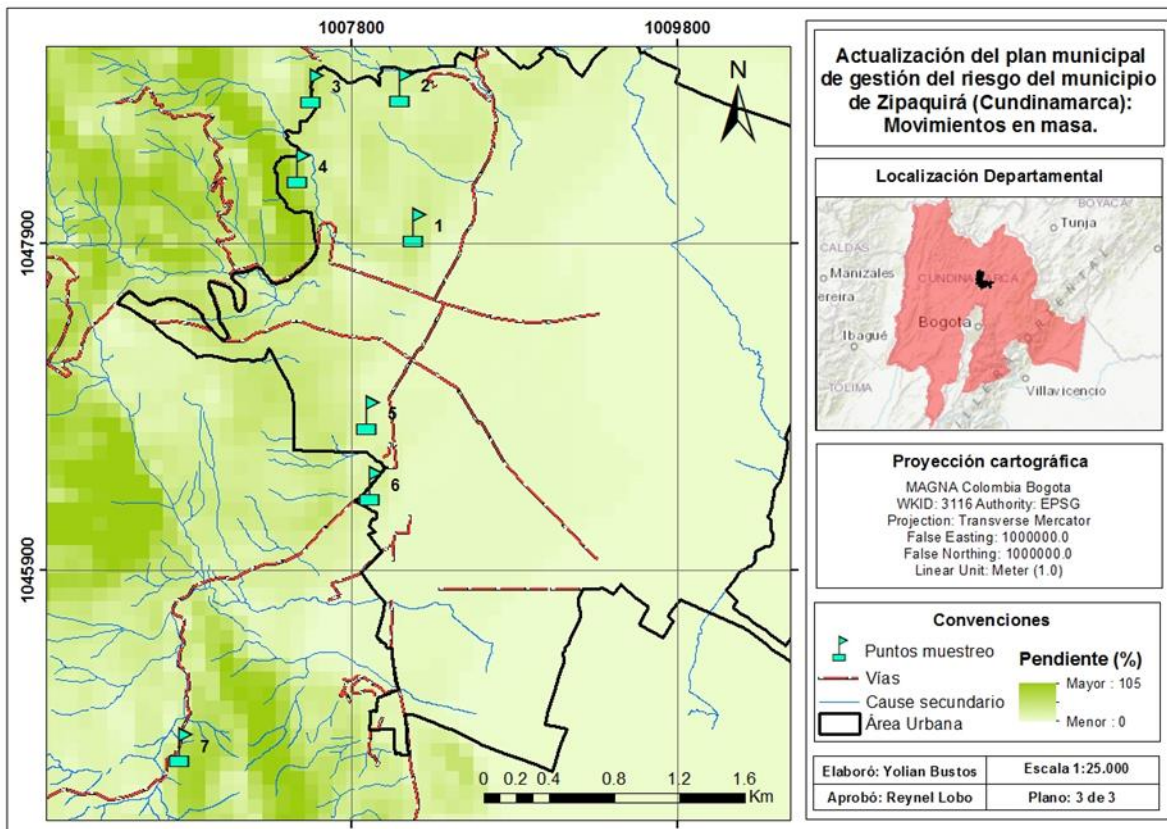 1007800
1009800
1047900
1045900
N
3
2
4
1
5
6
7
0 0.2 0.4 0.8 1.2 1.6
Km
Actualización del plan municipal
de gestión del riesgo del municipio
de Zipaquirá (Cundinamarca):
Movimientos en masa.
Localización Departamental
BOYACA
Tunja
CALDAS
Manizales
ereira
CUNDINAMARCA
Bogota
Ibagué
TOLIMA
Villavicencio
Proyección cartográfica
MAGNA Colombia Bogota
WKID: 3116 Authority: EPSG
Projection: Transverse Mercator
False Easting: 1000000.0
False Northing: 1000000.0
Linear Unit: Meter (1.0)
Convenciones
Puntos muestreo
Vías
Cause secundario
Área Urbana
Pendiente (%)
Mayor : 105
Menor : 0
Elaboró: Yolian Bustos
Escala 1:25.000
Aprobó: Reynel Lobo
Plano: 3 de 3